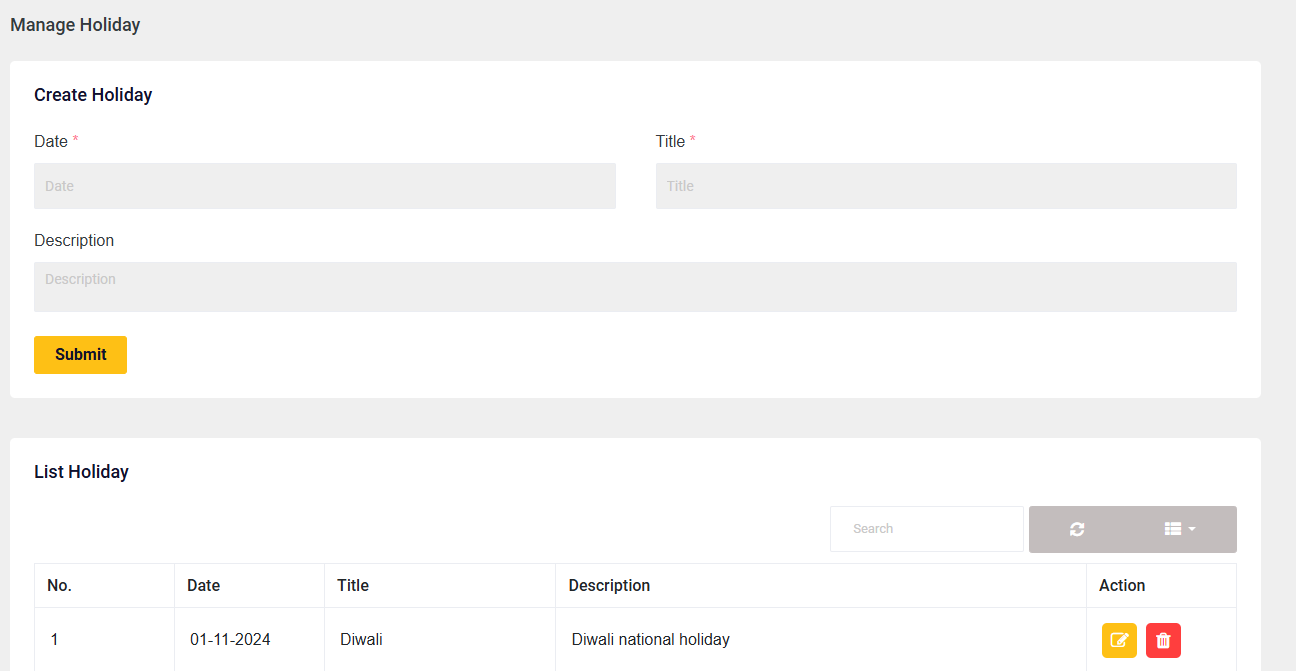 Manage Holiday
Create Holiday
Date * Title *
Date Title
Description
Description
Submit
List Holiday
Search
No. Date Title Description Action
1 01-11-2024 Diwali Diwali national holiday